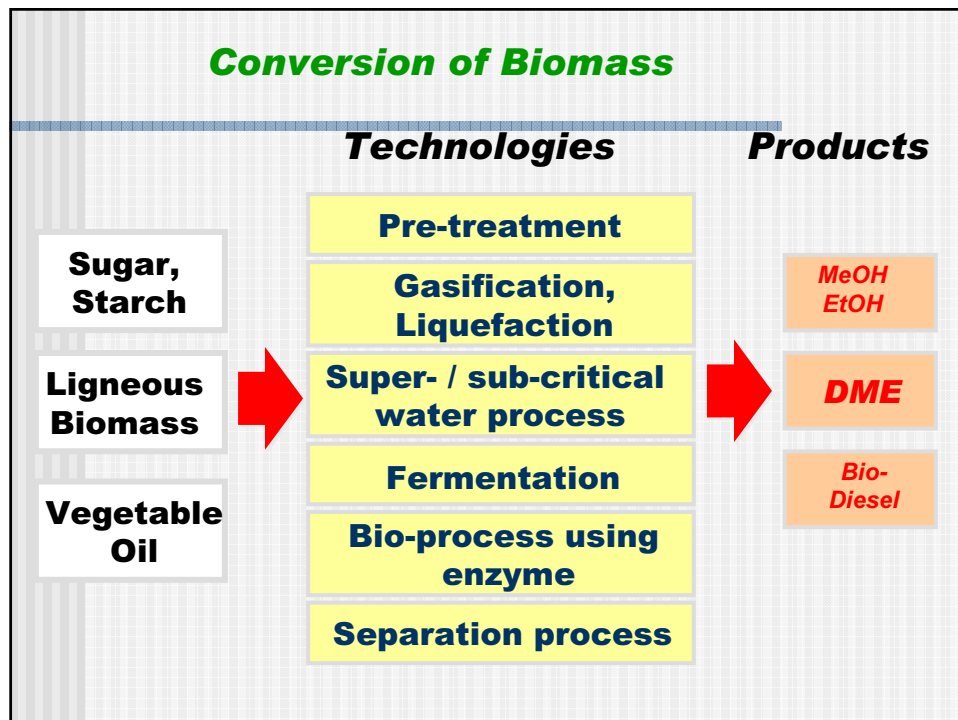 Conversion of Biomass
Technologies
Products
Sugar,
Starch
Ligneous
Biomass
Vegetable
Oil
Pre-treatment
Gasification,
Liquefaction
Super- / sub-critical
water process
Fermentation
Bio-process using
enzyme
Separation process
MeOH
EtOH
DME
Bio-
Diesel